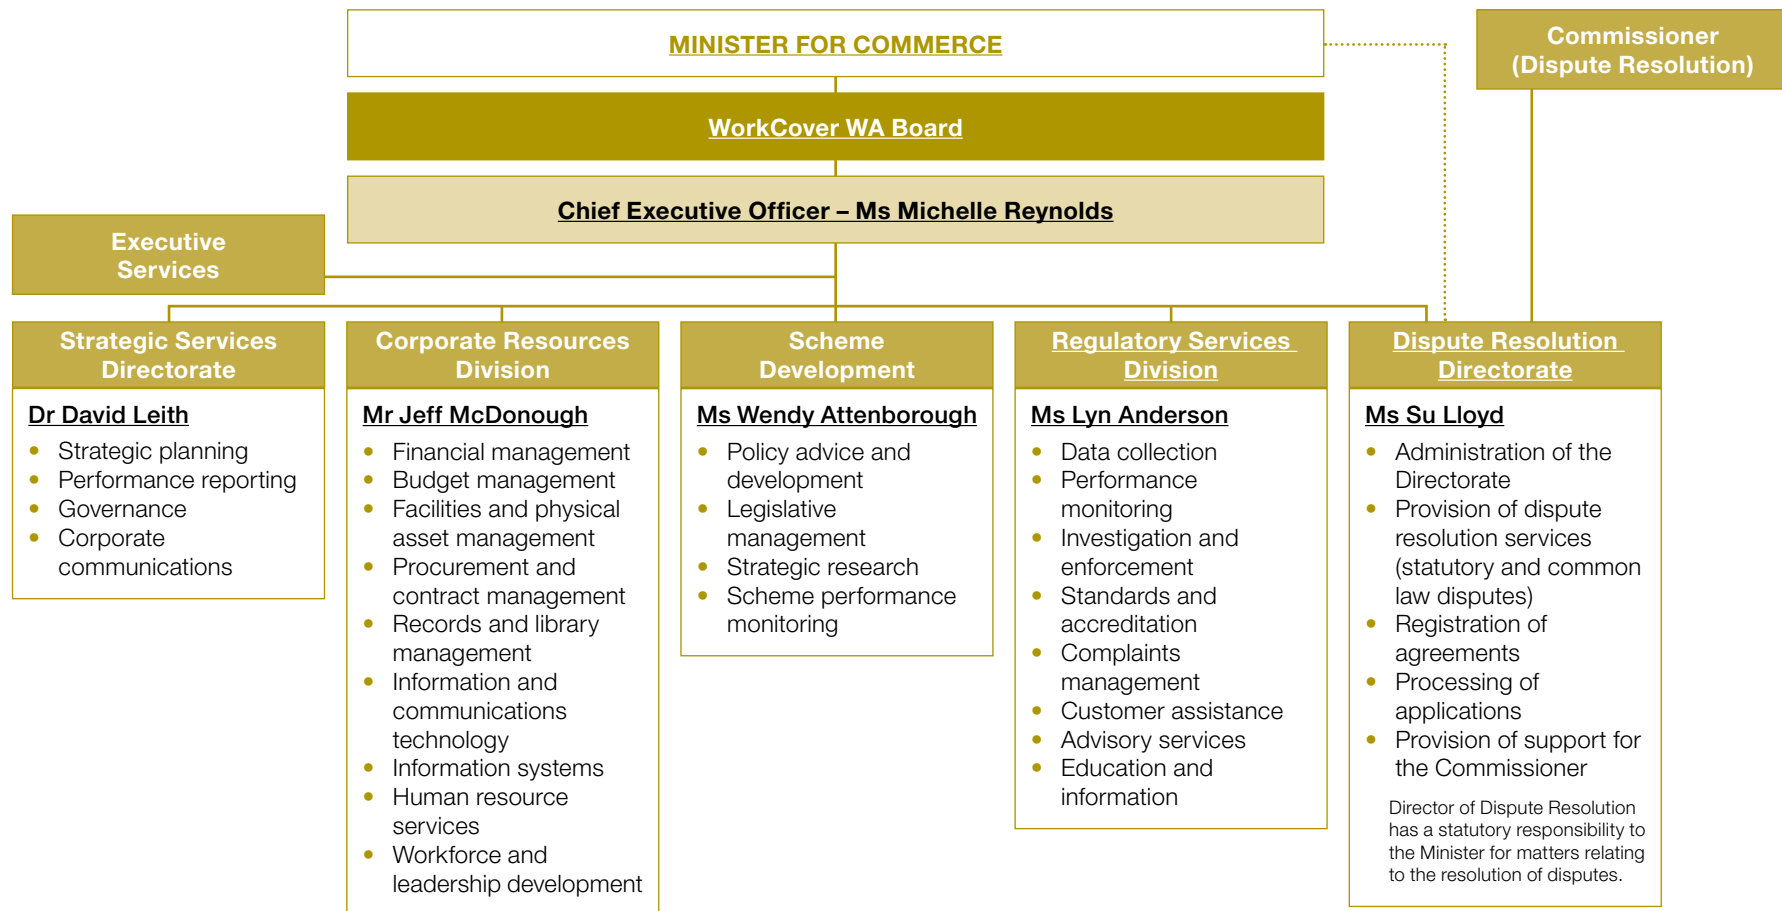 MINISTER FOR COMMERCE
Commissioner
(Dispute Resolution)
WorkCover WA Board
Chief Executive Officer – Ms Michelle Reynolds
Executive
Services
Strategic Services
Directorate
Dr David Leith
• Strategic planning
• Performance reporting
• Governance
• Corporate
communications
Corporate Resources
Division
Mr Jeff McDonough
• Financial management
• Budget management
• Facilities and physical
asset management
• Procurement and
contract management
• Records and library
management
• Information and
communications
technology
• Information systems
• Human resource
services
• Workforce and
leadership development
Scheme
Development
Ms Wendy Attenborough
• Policy advice and
development
• Legislative
management
• Strategic research
• Scheme performance
monitoring
Regulatory Services
Division
Ms Lyn Anderson
• Data collection
• Performance
monitoring
• Investigation and
enforcement
• Standards and
accreditation
• Complaints
management
• Customer assistance
• Advisory services
• Education and
information
Dispute Resolution
Directorate
Ms Su Lloyd
• Administration of the
Directorate
• Provision of dispute
resolution services
(statutory and common
law disputes)
• Registration of
agreements
• Processing of
applications
• Provision of support for
the Commissioner
Director of Dispute Resolution
has a statutory responsibility to
the Minister for matters relating
to the resolution of disputes.